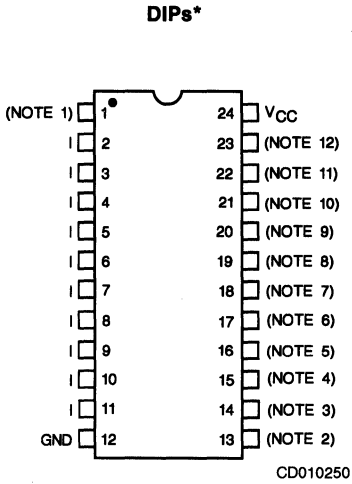 DIPs*
(NOTE 1) 1 24 VCC
I 2 23 (NOTE 12)
I 3 22 (NOTE 11)
I 4 21 (NOTE 10)
I 5 20 (NOTE 9)
I 6 19 (NOTE 8)
I 7 18 (NOTE 7)
I 8 17 (NOTE 6)
I 9 16 (NOTE 5)
I 10 15 (NOTE 4)
I 11 14 (NOTE 3)
GND 12 13 (NOTE 2)
CD010250